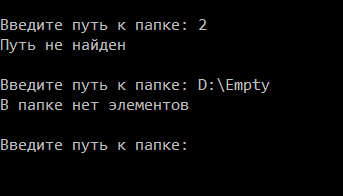 Введите путь к папке: 2
Путь не найден
Введите путь к папке: D:\Empty
В папке нет элементов
Введите путь к папке: